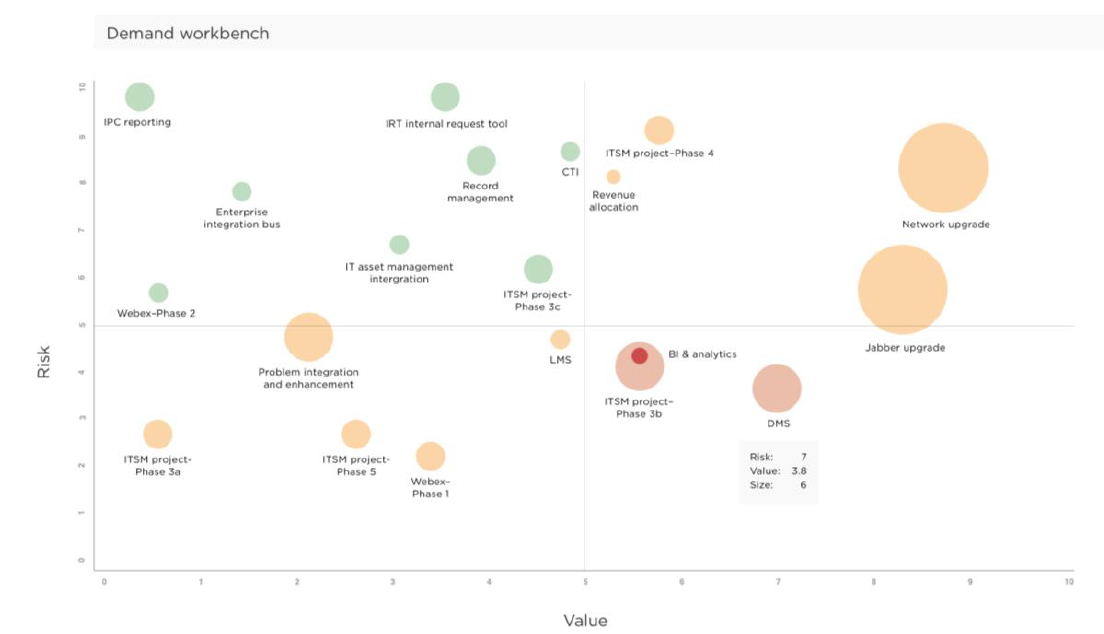 Demand workbench
10
9
8
7
6
5
4
3
2
1
0
Risk
IPC reporting
IRT internal request tool
ITSM project–Phase 4
CTI
Record
management
Revenue
allocation
Enterprise
integration bus
Network upgrade
IT asset management
intergration
ITSM project-
Phase 3c
Webex–Phase 2
Jabber upgrade
LMS
BI & analytics
Problem integration
and enhancement
ITSM project–
Phase 3b
DMS
ITSM project-
Phase 3a
ITSM project-
Phase 5
Webex–
Phase 1
Risk: 7
Value: 3.8
Size: 6
0 1 2 3 4 5 6 7 8 9 10
Value